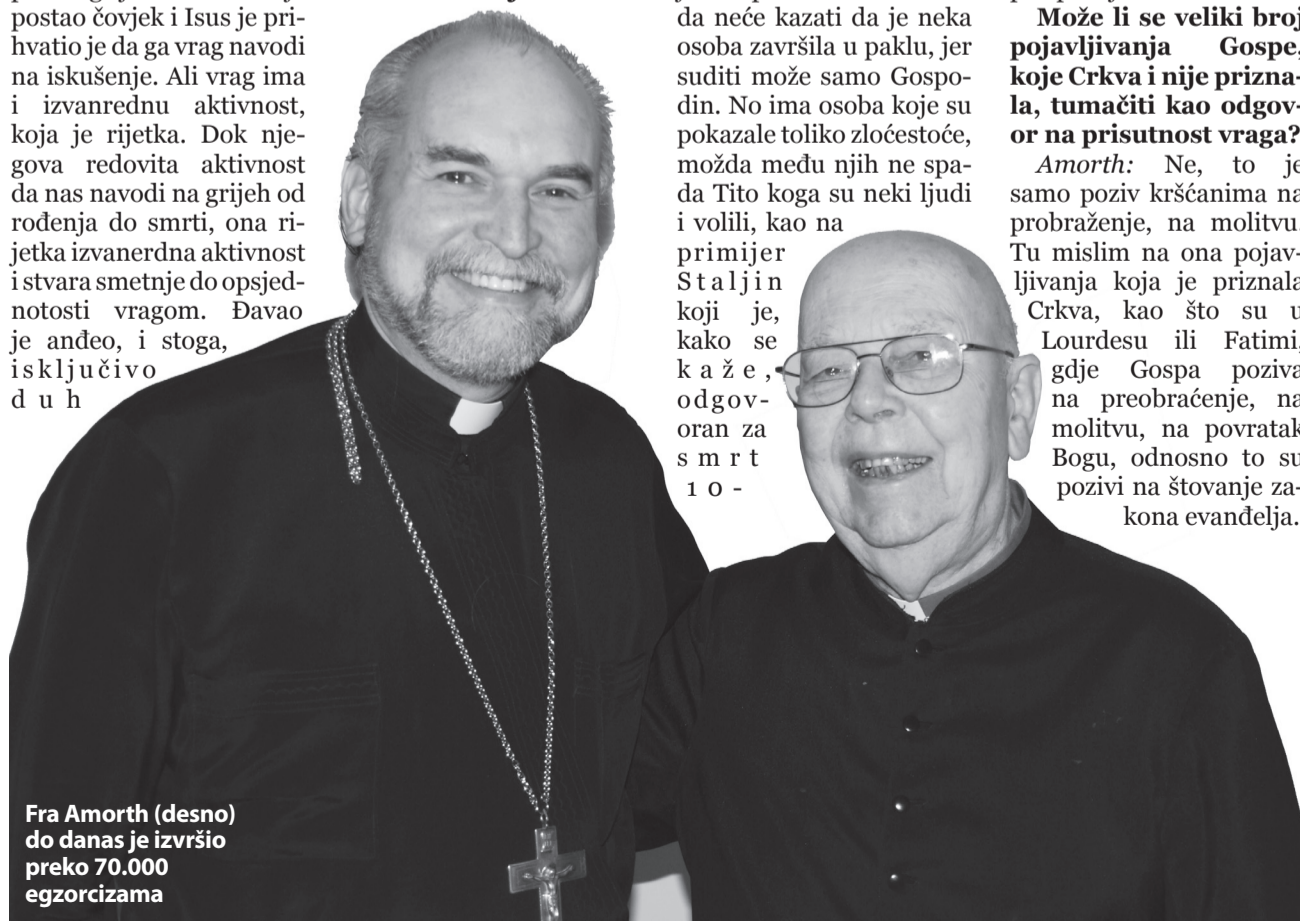 postao čovjek i Isus je pri-
hvatio je da ga vrag navodi
na iskušenje. Ali vrag ima
i izvanrednu aktivnost,
koja je rijetka. Dok nje-
gova redovita aktivnost
da nas navodi na grijeh od
rođenja do smrti, ona ri-
jetka izvanerdna aktivnost
i stvara smetnje do opsjed-
notosti vragom. Đavao
je anđeo, i stoga,
isključivo
duh
da neće kazati da je neka
osoba završila u paklu, jer
suditi može samo Gospo-
din. No ima osoba koje su
pokazale toliko zloćestoće,
možda među njih ne spa-
da Tito koga su neki ljudi
i volili, kao na
primijer
Staljin
koji je,
kako se
kaže,
odgov-
oran za
smrt
10-
Može li se veliki broj
pojavljivanja Gospe,
koje Crkva i nije prizna-
la, tumačiti kao odgov-
or na prisutnost vraga?
Amorth: Ne, to je
samo poziv kršćanima na
probraženje, na molitvu.
Tu mislim na ona pojav-
ljivanja koja je priznala
Crkva, kao što su u
Lourdesu ili Fatimi,
gdje Gospa poziva
na preobraćenje, na
molitvu, na povratak
Bogu, odnosno to su
pozivi na štovanje za-
kona evanđelja.
Fra Amorth (desno)
do danas je izvršio
preko 70.000
egzorcizama